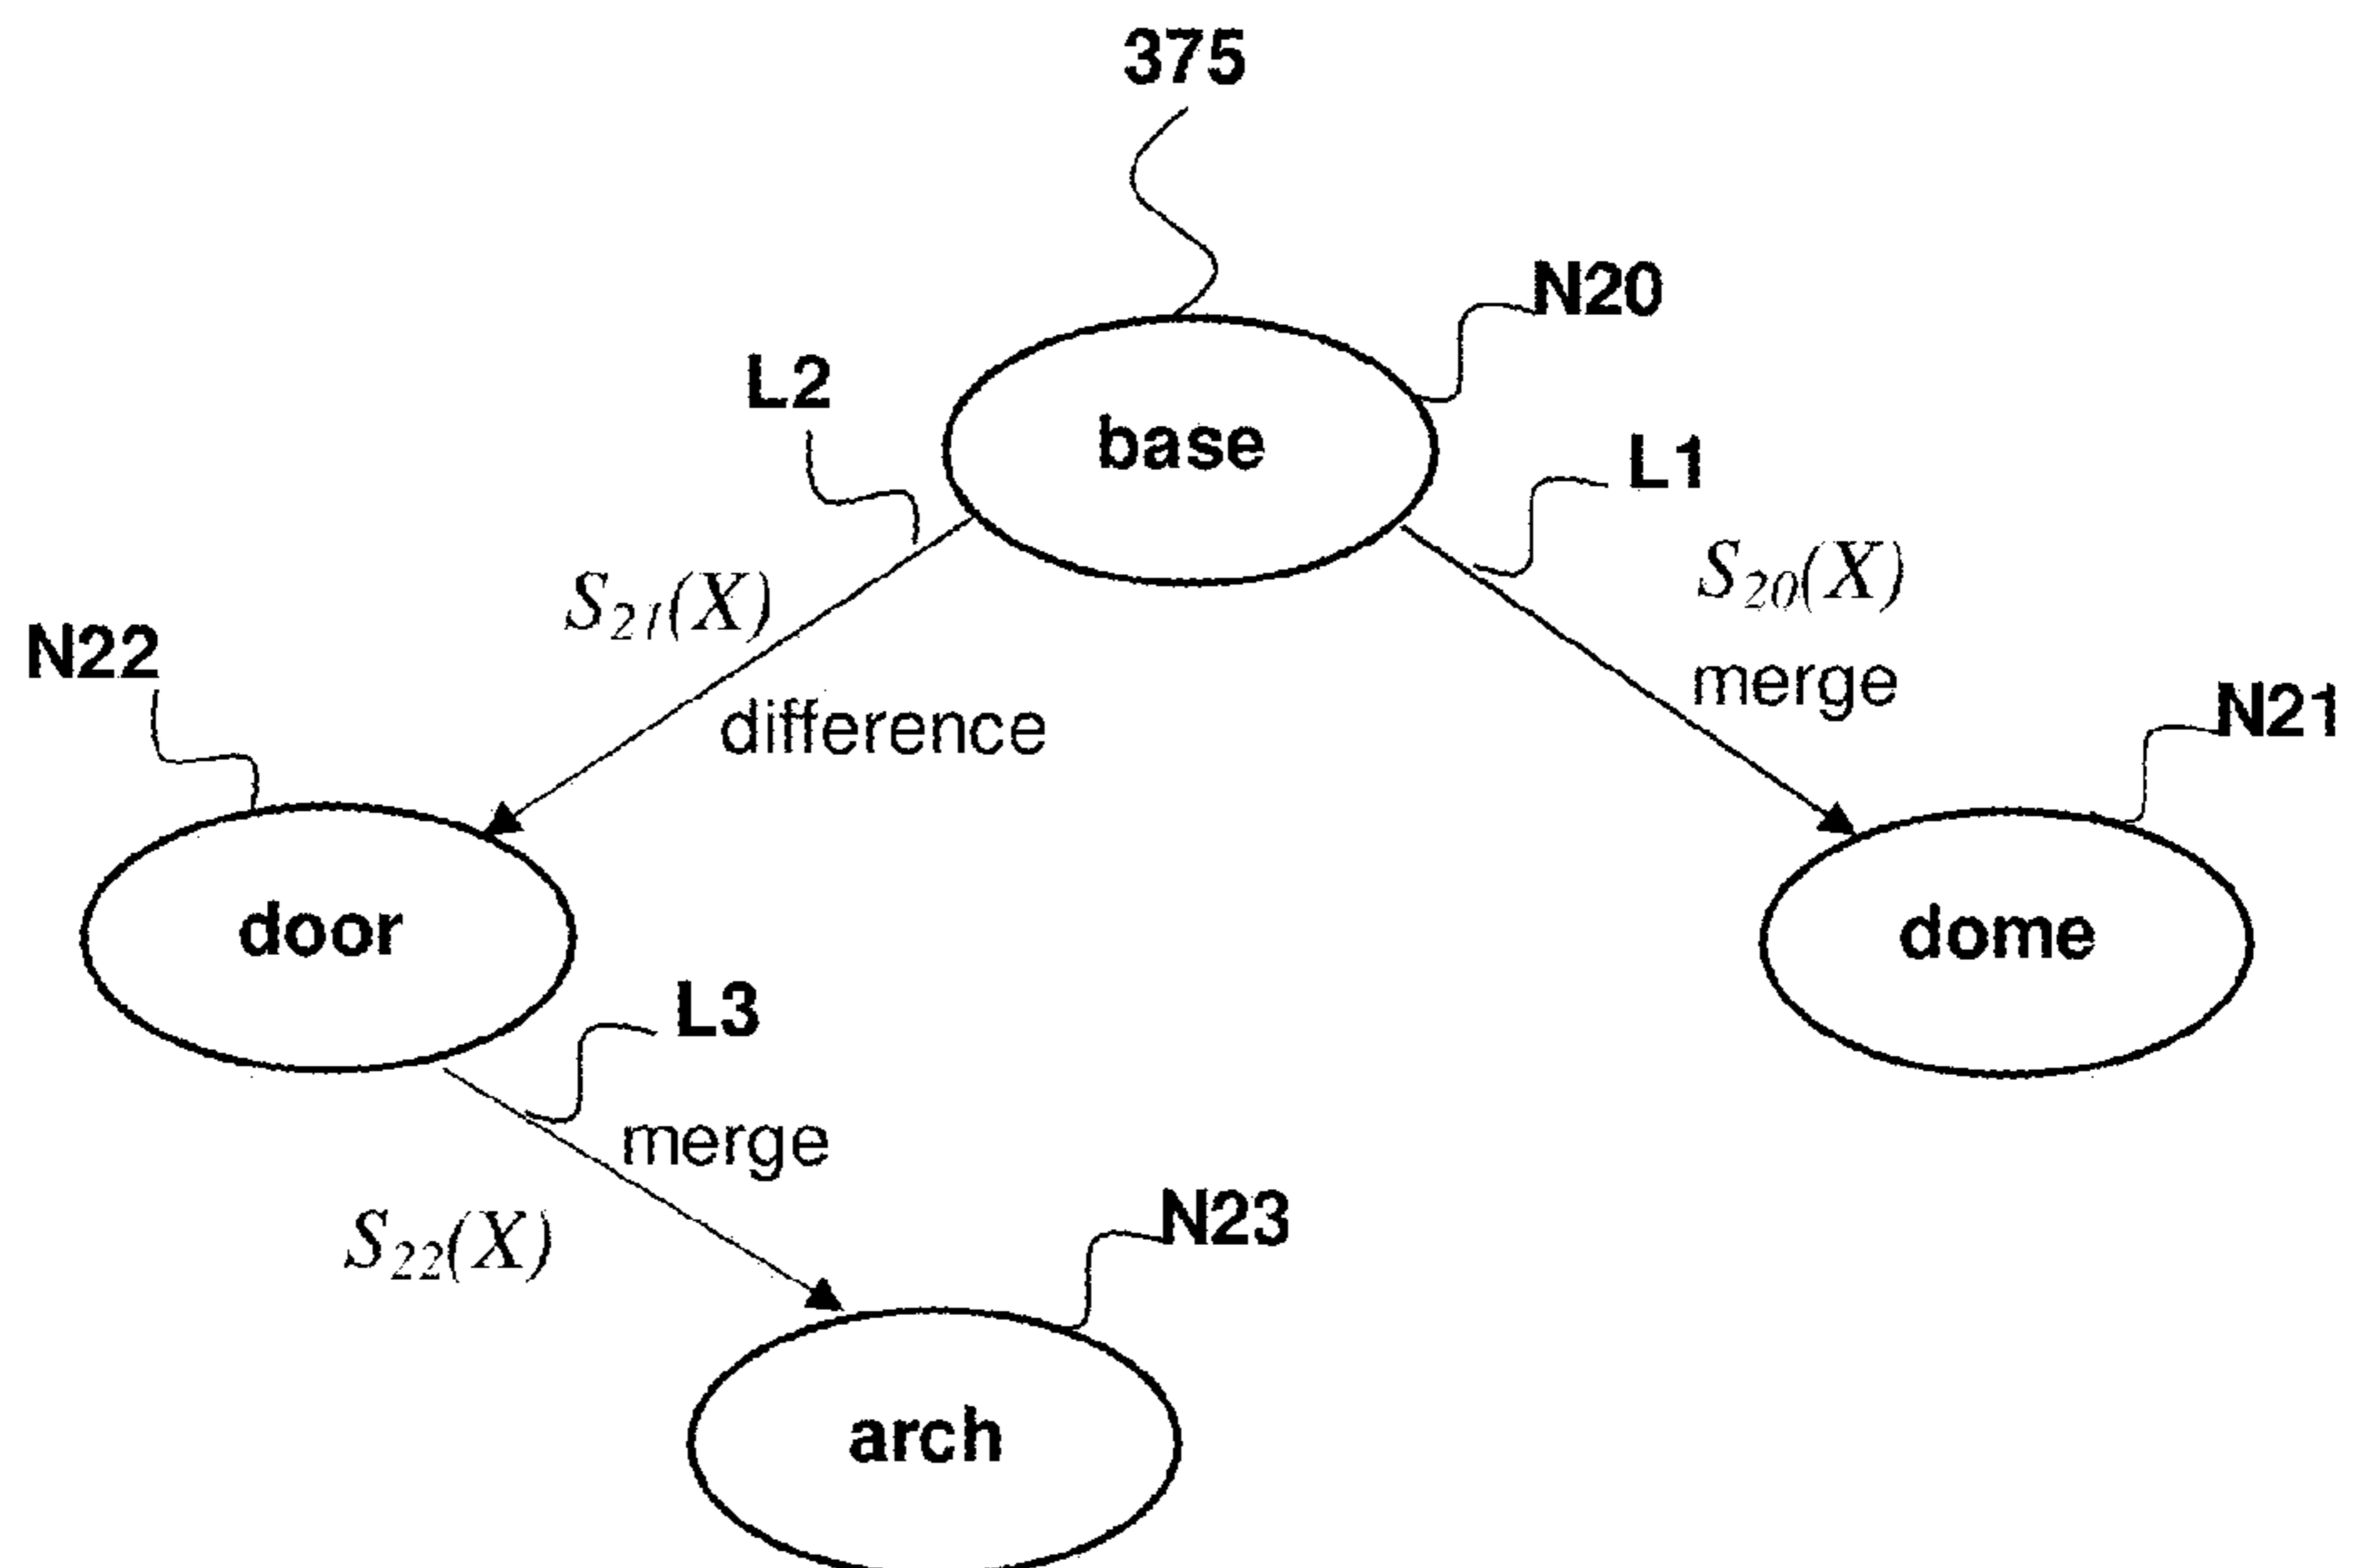 375
N20
L2
base
L1
S20(X)
S21(X)
N22
merge
N21
difference
door
dome
L3
merge
N23
S22(X)
arch